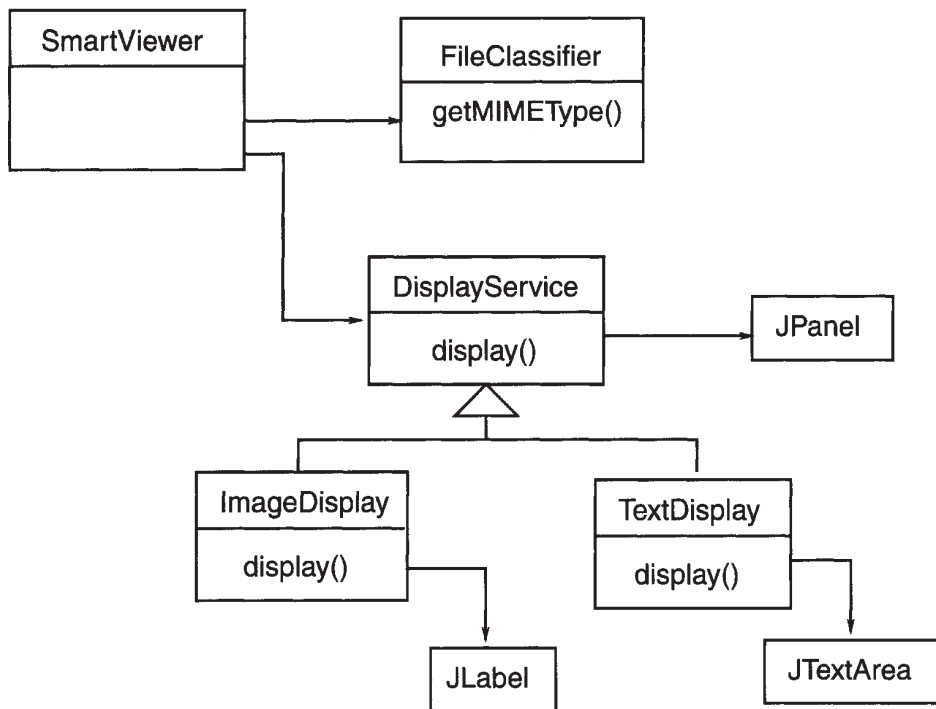 SmartViewer
FileClassifier
getMIMEType()
DisplayService
display()
JPanel
ImageDisplay
display()
TextDisplay
display()
JLabel
JTextArea